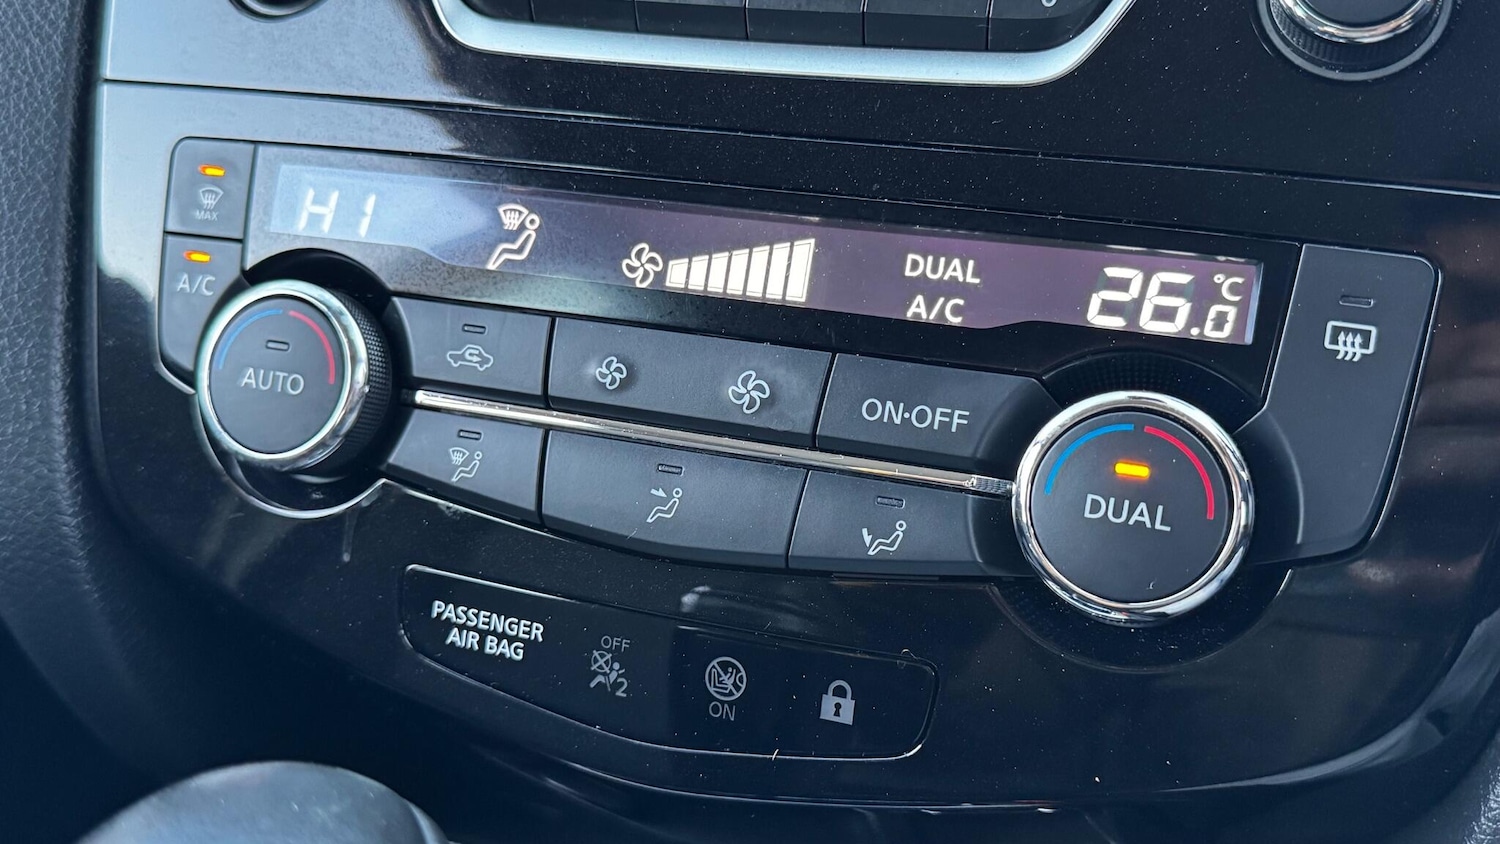 MAX
HI
DUAL
A/C
26.0
°C
A/C
AUTO
ON·OFF
DUAL
PASSENGER
AIR BAG
OFF
2
ON